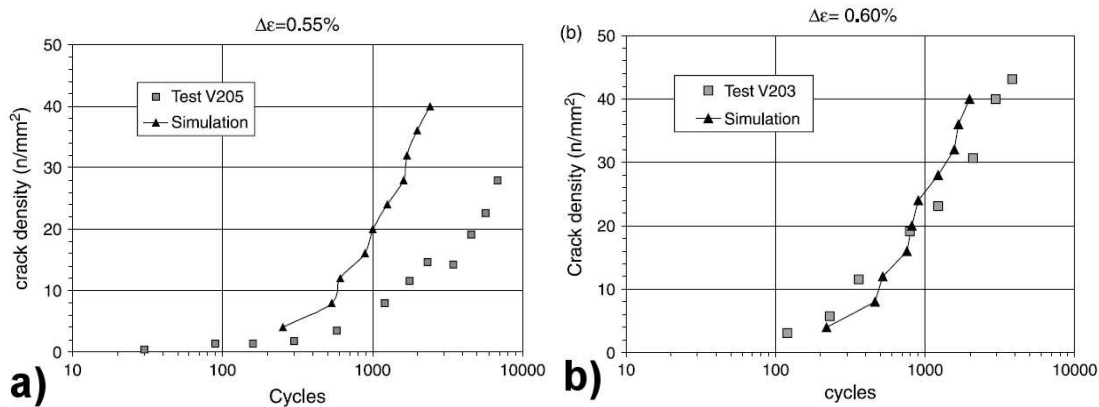 Δε=0.55%
50
40
30
20
10
0
crack density (n/mm²)
Test V205
Simulation
10
100
1000
10000
Cycles
a)
(b)
Δε= 0.60%
50
40
30
20
10
0
Crack density (n/mm²)
Test V203
Simulation
10
100
1000
10000
cycles
b)